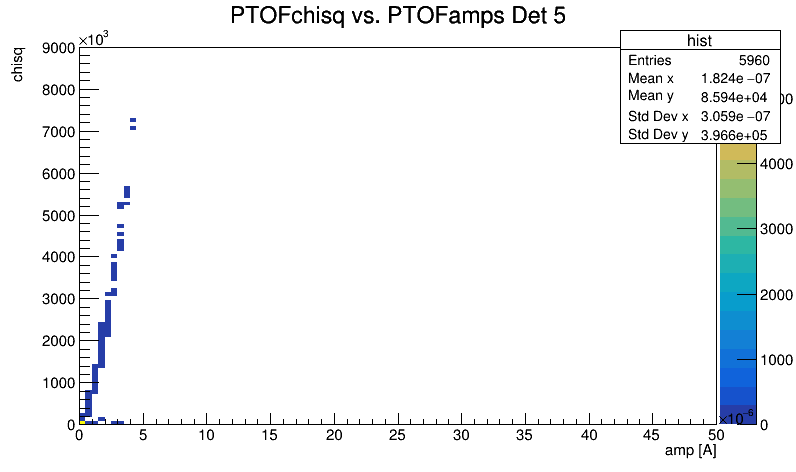 PTOFchisq vs. PTOFamps Det 5
×10³
chisq
9000
8000
7000
6000
5000
4000
3000
2000
1000
0
0 5 10 15 20 25 30 35 40 45 50
×10⁻⁶
amp [A]
hist
Entries 5960
Mean x 1.824e−07
Mean y 8.594e+04
Std Dev x 3.059e−07
Std Dev y 3.966e+05
00
4000
3000
2000
1000
0